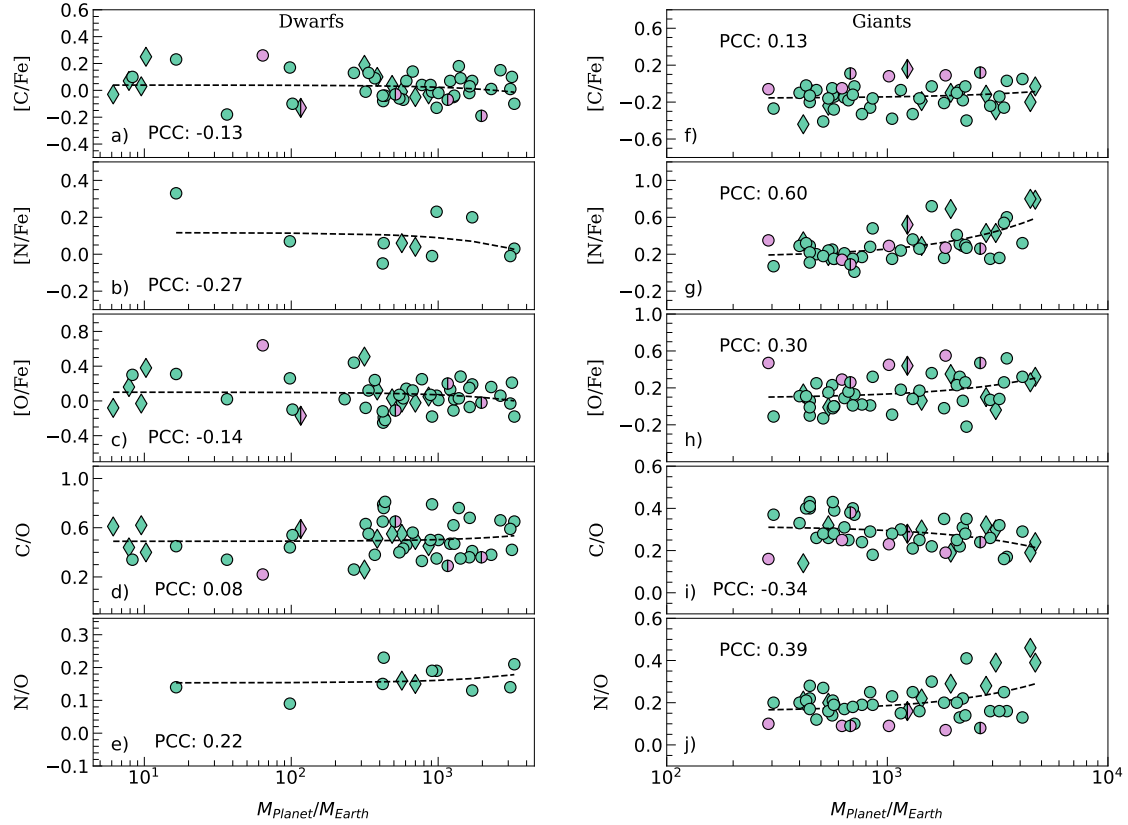 Dwarfs
Giants
0.6
0.4
0.2
0.0
−0.2
−0.4
[C/Fe]
a)
PCC: -0.13
0.6
0.2
−0.2
−0.6
[C/Fe]
PCC: 0.13
f)
0.4
0.2
0.0
−0.2
[N/Fe]
b)
PCC: -0.27
1.0
0.6
0.2
−0.2
[N/Fe]
PCC: 0.60
g)
0.8
0.4
0.0
−0.4
[O/Fe]
c)
PCC: -0.14
1.0
0.6
0.2
−0.2
[O/Fe]
PCC: 0.30
h)
1.0
0.8
0.6
0.4
0.2
C/O
d)
PCC: 0.08
0.6
0.4
0.2
0.0
C/O
i)
PCC: -0.34
0.3
0.2
0.1
0.0
−0.1
N/O
e)
PCC: 0.22
0.6
0.4
0.2
0.0
N/O
PCC: 0.39
j)
10¹ 10² 10³
10² 10³ 10⁴
M_Planet/M_Earth
M_Planet/M_Earth